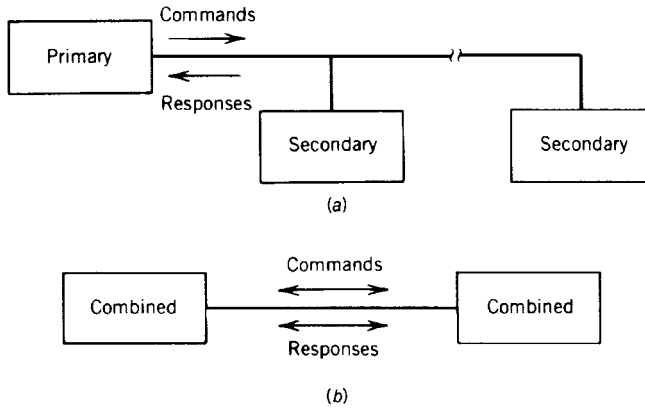 Commands
Primary
Responses
Secondary
Secondary
(a)
Commands
Combined
Combined
Responses
(b)